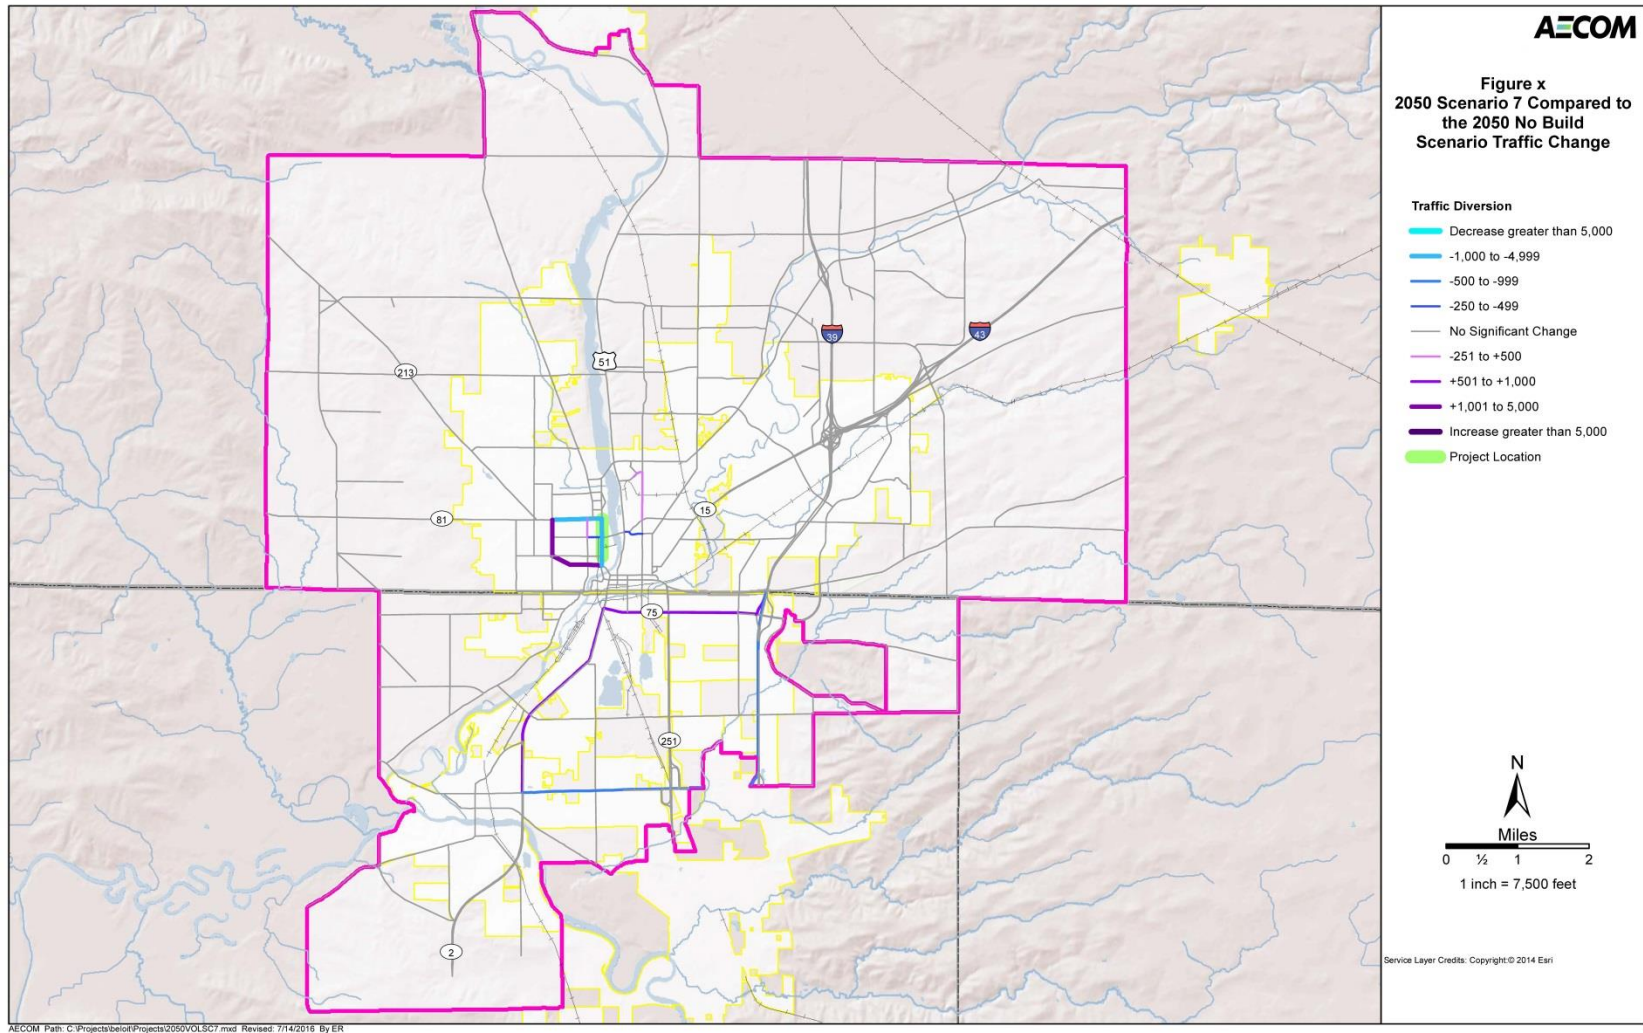 AECOM
Figure x
2050 Scenario 7 Compared to
the 2050 No Build
Scenario Traffic Change
Traffic Diversion
Decrease greater than 5,000
-1,000 to -4,999
-500 to -999
-250 to -499
No Significant Change
-251 to +500
+501 to +1,000
+1,001 to 5,000
Increase greater than 5,000
Project Location
39
43
51
213
81
15
75
251
2
N
Miles
0 ½ 1 2
1 inch = 7,500 feet
Service Layer Credits: Copyright:© 2014 Esri
AECOM Path: C:\Projects\beloit\Projects\2050VOLSC7.mxd Revised: 7/14/2016 By ER